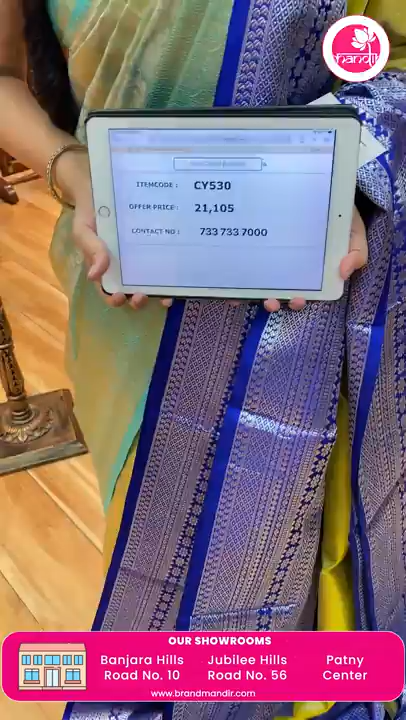 mandir
ITEMCODE : CY530
OFFER PRICE : 21,105
CONTACT NO : 733 733 7000
OUR SHOWROOMS
Banjara Hills Road No. 10
Jubilee Hills Road No. 56
Patny Center
www.brandmandir.com